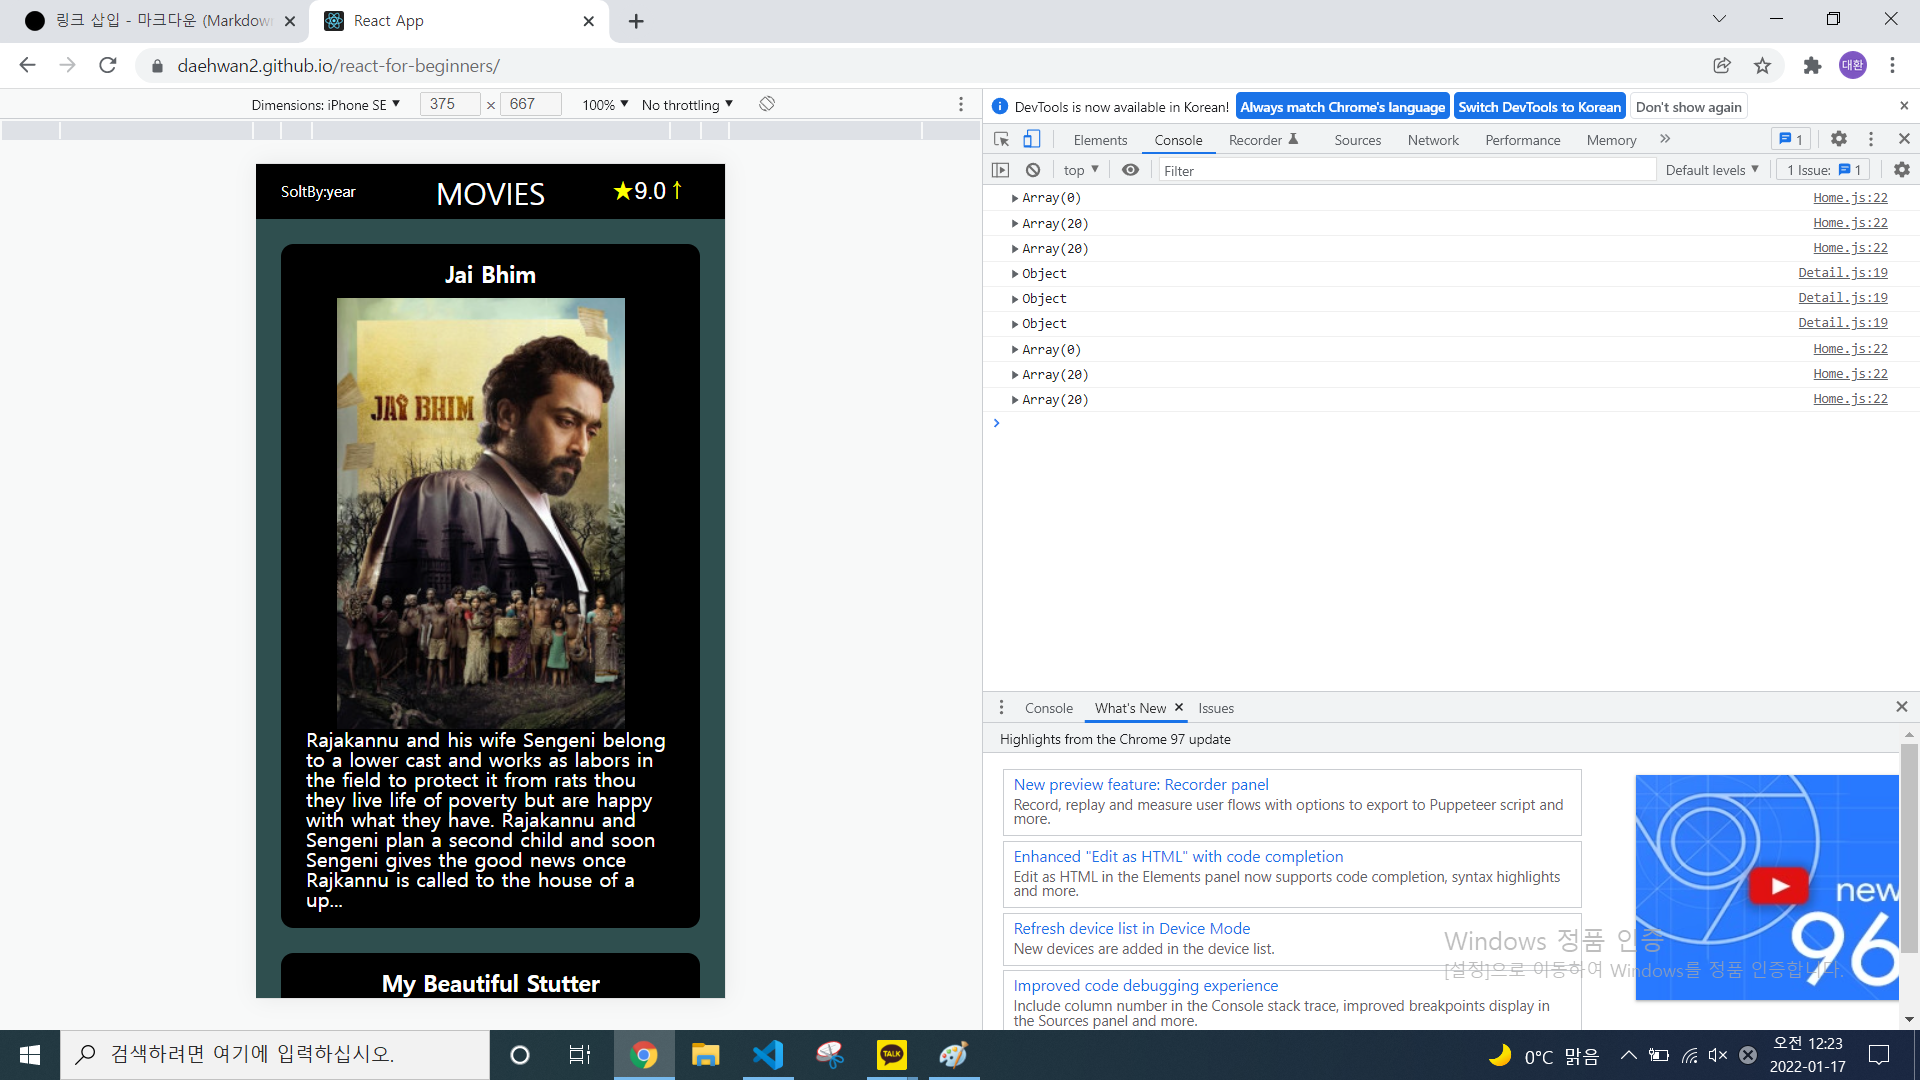 링크 삽입 - 마크다운 (Markdown
React App
daehwan2.github.io/react-for-beginners/
대환
Dimensions: iPhone SE ▼ 375 × 667 100% ▼ No throttling ▼
DevTools is now available in Korean! Always match Chrome's language Switch DevTools to Korean Don't show again
Elements Console Recorder Sources Network Performance Memory » 1
top ▼ Filter Default levels ▼ 1 Issue: 1
SoltBy:year MOVIES ★9.0↑
Jai Bhim
JAI BHIM
Rajakannu and his wife Sengeni belong
to a lower cast and works as labors in
the field to protect it from rats thou
they live life of poverty but are happy
with what they have. Rajakannu and
Sengeni plan a second child and soon
Sengeni gives the good news once
Rajkannu is called to the house of a
up...
My Beautiful Stutter
Array(0) Home.js:22
Array(20) Home.js:22
Array(20) Home.js:22
Object Detail.js:19
Object Detail.js:19
Object Detail.js:19
Array(0) Home.js:22
Array(20) Home.js:22
Array(20) Home.js:22
Console What's New Issues
Highlights from the Chrome 97 update
New preview feature: Recorder panel
Record, replay and measure user flows with options to export to Puppeteer script and
more.
Enhanced "Edit as HTML" with code completion
Edit as HTML in the Elements panel now supports code completion, syntax highlights
and more.
Refresh device list in Device Mode
New devices are added in the device list.
Improved code debugging experience
Include column number in the Console stack trace, improved breakpoints display in
the Sources panel and more.
new
96
Windows 정품 인증
[설정]으로 이동하여 Windows를 정품 인증합니다.
검색하려면 여기에 입력하십시오.
TALK
0°C 맑음
오전 12:23
2022-01-17